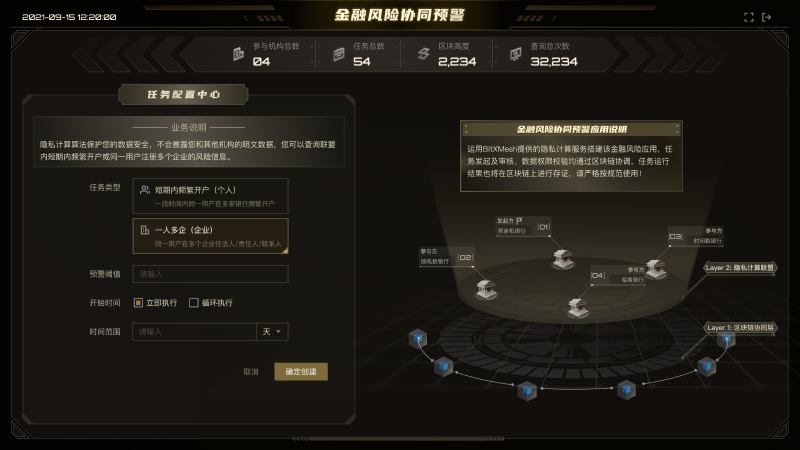 2021-09-15 12:20:00
金融风险协同预警
参与机构总数
04
任务总数
54
区块高度
2,234
查询总次数
32,234
任务配置中心
业务说明
隐私计算算法保护您的数据安全，不会暴露您和其他机构的明文数据，您可以查询联盟
内短期内频繁开户或同一用户注册多个企业的风险信息。
任务类型
短期内频繁开户（个人）
一段时间内同一用户在多家银行频繁开户
一人多企（企业）
同一用户在多个企业任法人/责任人/联系人
预警阈值
请输入
开始时间
立即执行
循环执行
时间范围
请输入
天
取消
确定创建
金融风险协同预警应用说明
运用BitXMesh提供的隐私计算服务搭建该金融风险应用，任
务发起及审核、数据权限校验均通过区块链协调，任务运行
结果也将在区块链上进行存证，请严格按规范使用！
发起方
预言机银行
[01]
参与方
随机数银行
[02]
[03]
参与方
时间戳银行
[04]
参与方
哈希银行
Layer 2: 隐私计算联盟
Layer 1: 区块链协同层